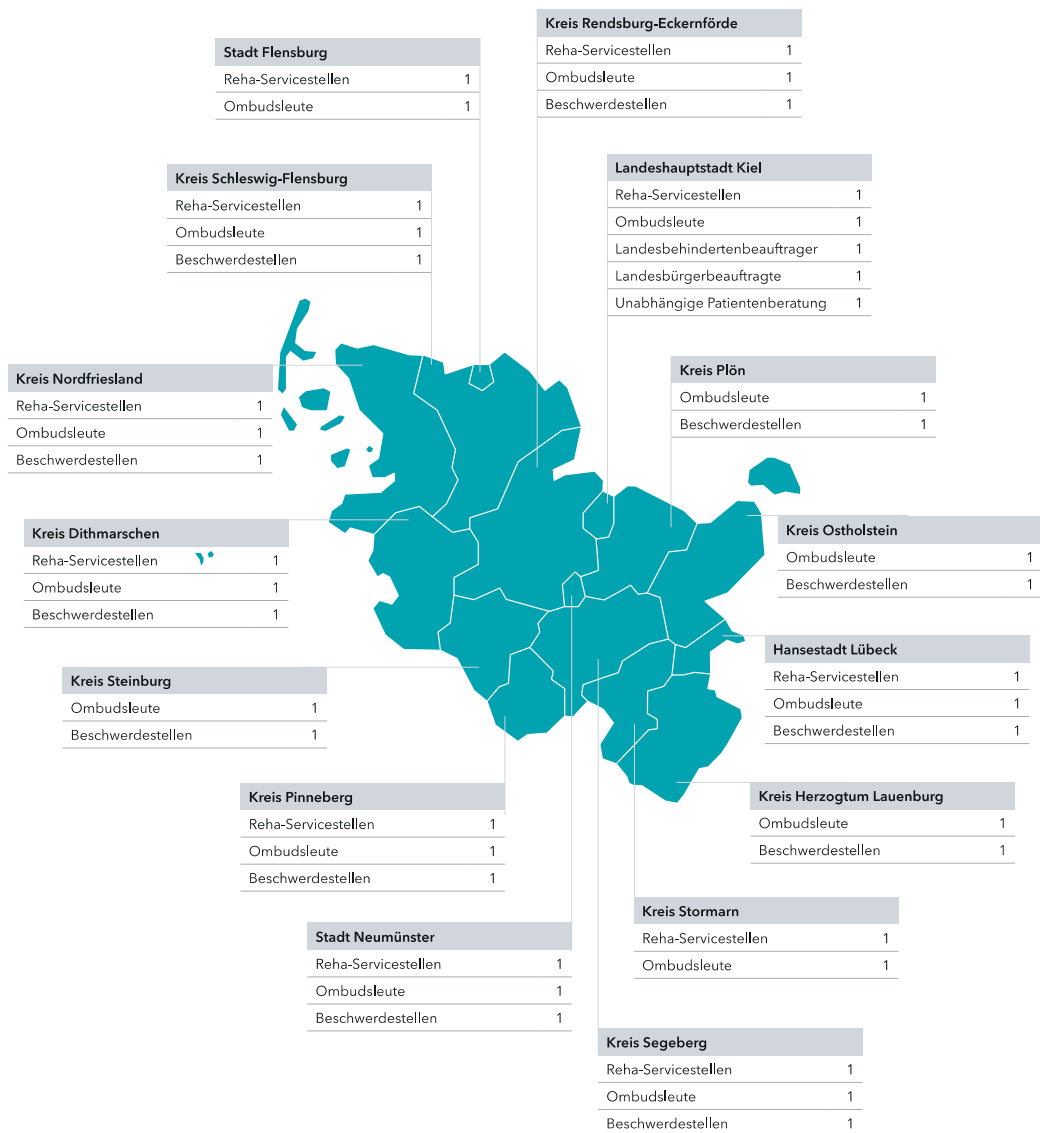 Kreis Rendsburg-Eckernförde
Reha-Servicestellen 1
Ombudsleute 1
Beschwerdestellen 1
Stadt Flensburg
Reha-Servicestellen 1
Ombudsleute 1
Kreis Schleswig-Flensburg
Reha-Servicestellen 1
Ombudsleute 1
Beschwerdestellen 1
Landeshauptstadt Kiel
Reha-Servicestellen 1
Ombudsleute 1
Landesbehindertenbeauftrager 1
Landesbürgerbeauftragte 1
Unabhängige Patientenberatung 1
Kreis Nordfriesland
Reha-Servicestellen 1
Ombudsleute 1
Beschwerdestellen 1
Kreis Plön
Ombudsleute 1
Beschwerdestellen 1
Kreis Dithmarschen
Reha-Servicestellen 1
Ombudsleute 1
Beschwerdestellen 1
Kreis Ostholstein
Ombudsleute 1
Beschwerdestellen 1
Hansestadt Lübeck
Reha-Servicestellen 1
Ombudsleute 1
Beschwerdestellen 1
Kreis Steinburg
Ombudsleute 1
Beschwerdestellen 1
Kreis Pinneberg
Reha-Servicestellen 1
Ombudsleute 1
Beschwerdestellen 1
Kreis Herzogtum Lauenburg
Ombudsleute 1
Beschwerdestellen 1
Kreis Stormarn
Reha-Servicestellen 1
Ombudsleute 1
Stadt Neumünster
Reha-Servicestellen 1
Ombudsleute 1
Beschwerdestellen 1
Kreis Segeberg
Reha-Servicestellen 1
Ombudsleute 1
Beschwerdestellen 1